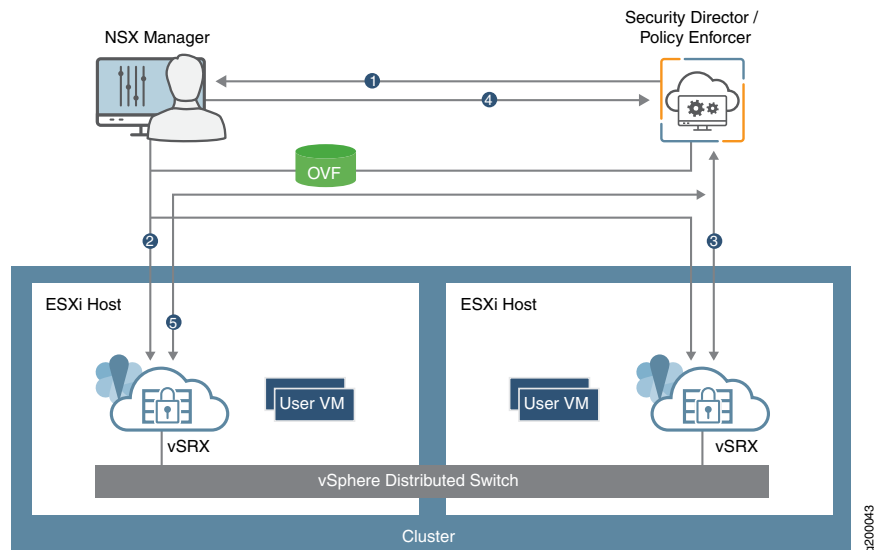 Security Director /
Policy Enforcer
NSX Manager
1
4
OVF
2
3
ESXi Host
ESXi Host
5
User VM
User VM
vSRX
vSRX
vSphere Distributed Switch
Cluster
g200043